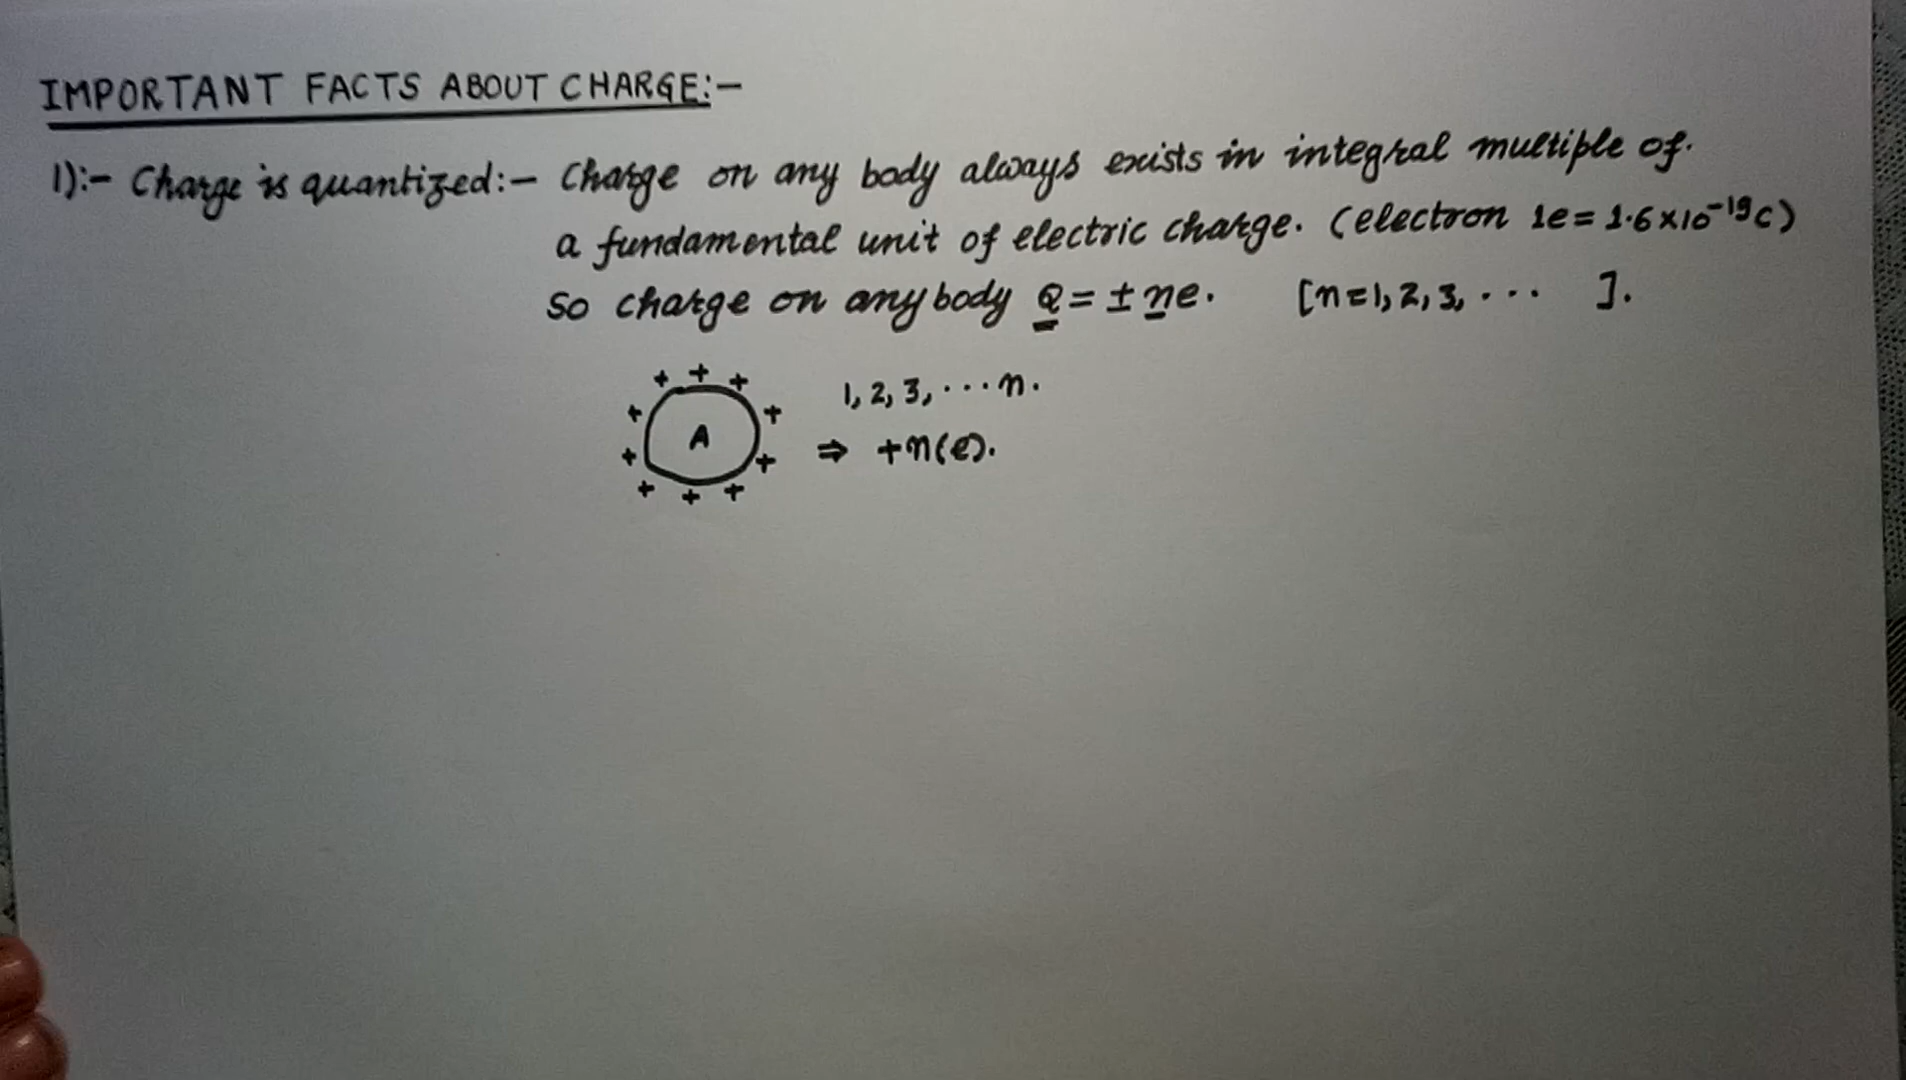 IMPORTANT FACTS ABOUT CHARGE:-
1):- Charge is quantized:- Charge on any body always exists in integral multiple of.
a fundamental unit of electric charge. (electron 1e = 1.6×10⁻¹⁹C)
so charge on any body Q = ± ne. [n=1, 2, 3, ... ].
+ + +
+ + 1, 2, 3, ... n.
A
+ + ⇒ +n(e).
+ + +